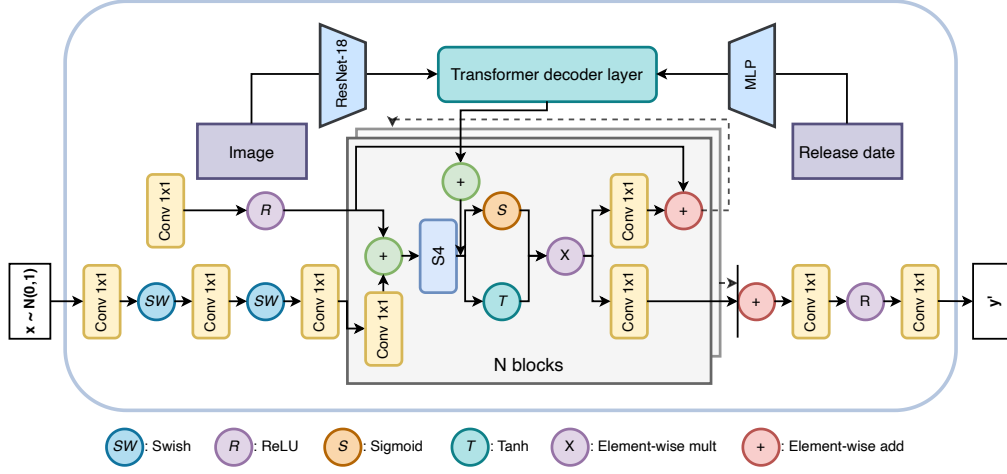 ResNet-18
Transformer decoder layer
MLP
Image
Release date
+
Conv 1x1
R
S
Conv 1x1
+
+
S4
X
x ~ N(0,1)
Conv 1x1
SW
Conv 1x1
SW
Conv 1x1
Conv 1x1
T
Conv 1x1
+
Conv 1x1
R
Conv 1x1
y'
N blocks
SW : Swish
R : ReLU
S : Sigmoid
T : Tanh
X : Element-wise mult
+ : Element-wise add